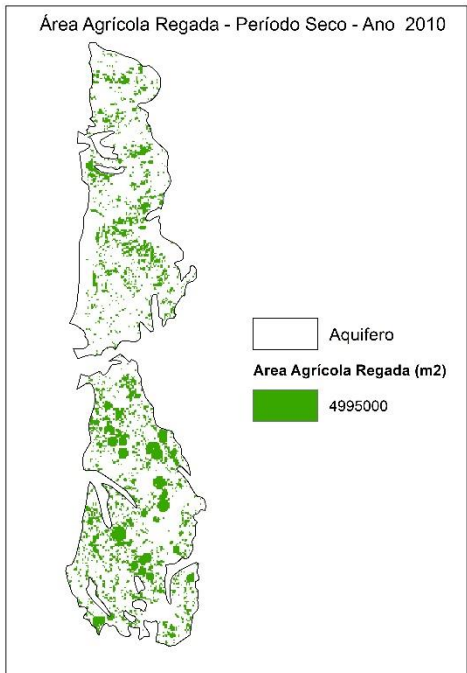 Área Agrícola Regada - Período Seco - Ano 2010
Aquifero
Area Agrícola Regada (m2)
4995000